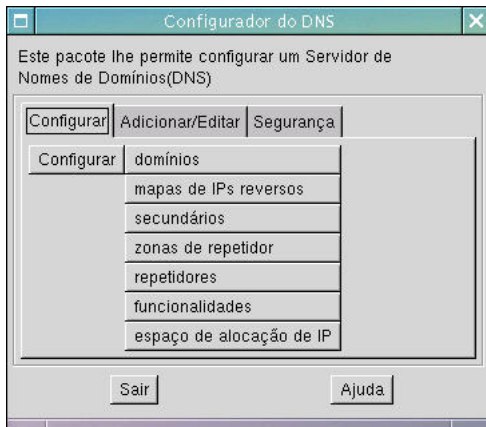 Configurador do DNS
Este pacote lhe permite configurar um Servidor de
Nomes de Domínios(DNS)
Configurar Adicionar/Editar Segurança
Configurar domínios
mapas de IPs reversos
secundários
zonas de repetidor
repetidores
funcionalidades
espaço de alocação de IP
Sair Ajuda